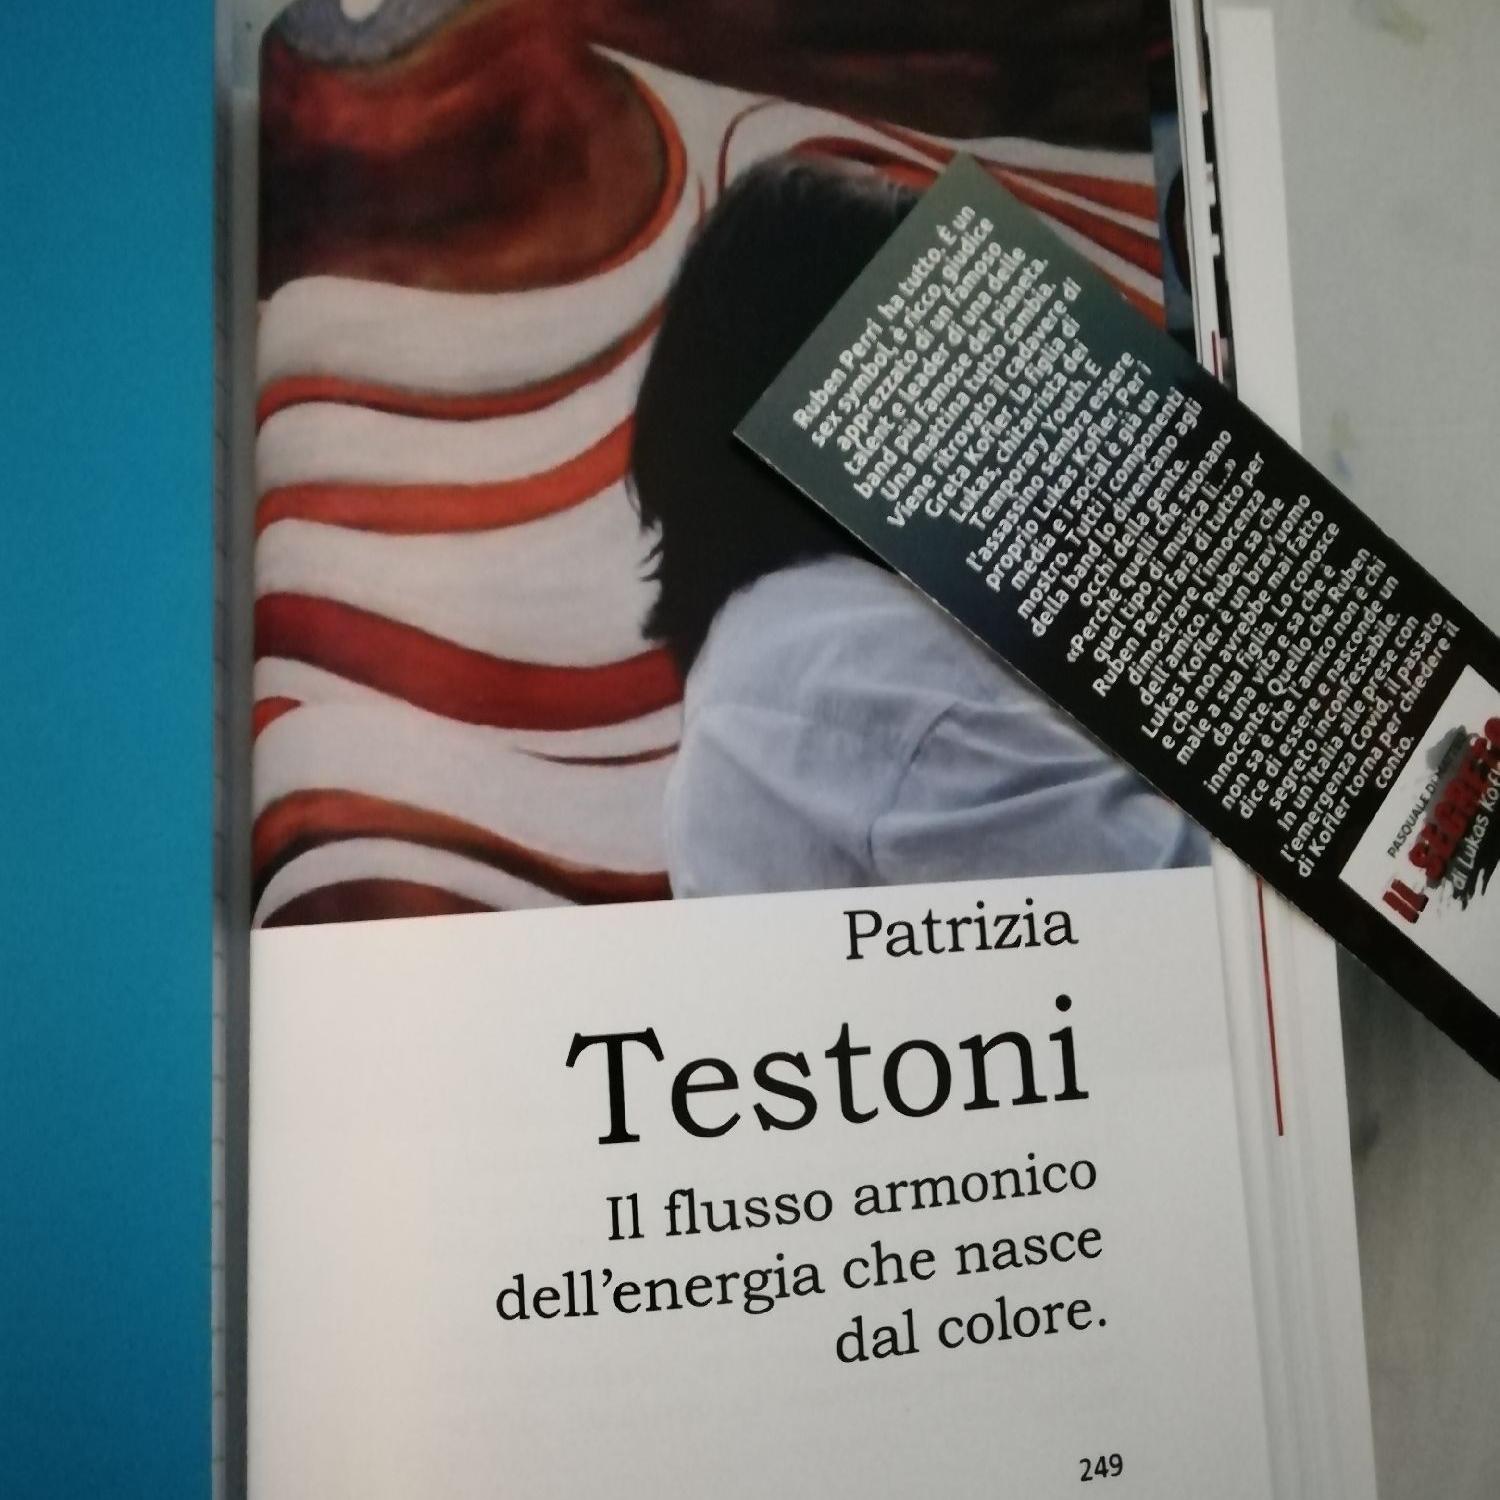 Ruben Perri ha tutto. È un
sex symbol, è ricco, giudice
apprezzato di un famoso
talent e leader di una delle
band più famose del pianeta.
Una mattina tutto cambia.
Viene ritrovato il cadavere di
Greta Kofler, la figlia di
Lukas, chitarrista dei
Temporary Youth. E
l'assassino sembra essere
proprio Lukas Kofler. Per i
media e i social è già un
mostro. Tutti i componenti
della band lo diventano agli
occhi della gente.
«Perché quelli che suonano
quel tipo di musica lì...»
Ruben Perri farà di tutto per
dimostrare l'innocenza
dell'amico. Ruben sa che
Lukas Kofler è un brav'uomo
e che non avrebbe mai fatto
male a sua figlia. Lo conosce
da una vita e sa che è
innocente. Quello che Ruben
non sa è che l'amico non è chi
dice di essere e nasconde un
segreto inconfessabile.
In un'Italia alle prese con
l'emergenza Covid, il passato
di Kofler torna per chiedere il
conto.
PASQUALE
IL SEGRETO
di Lukas Kofler
Patrizia
Testoni
Il flusso armonico
dell'energia che nasce
dal colore.
249